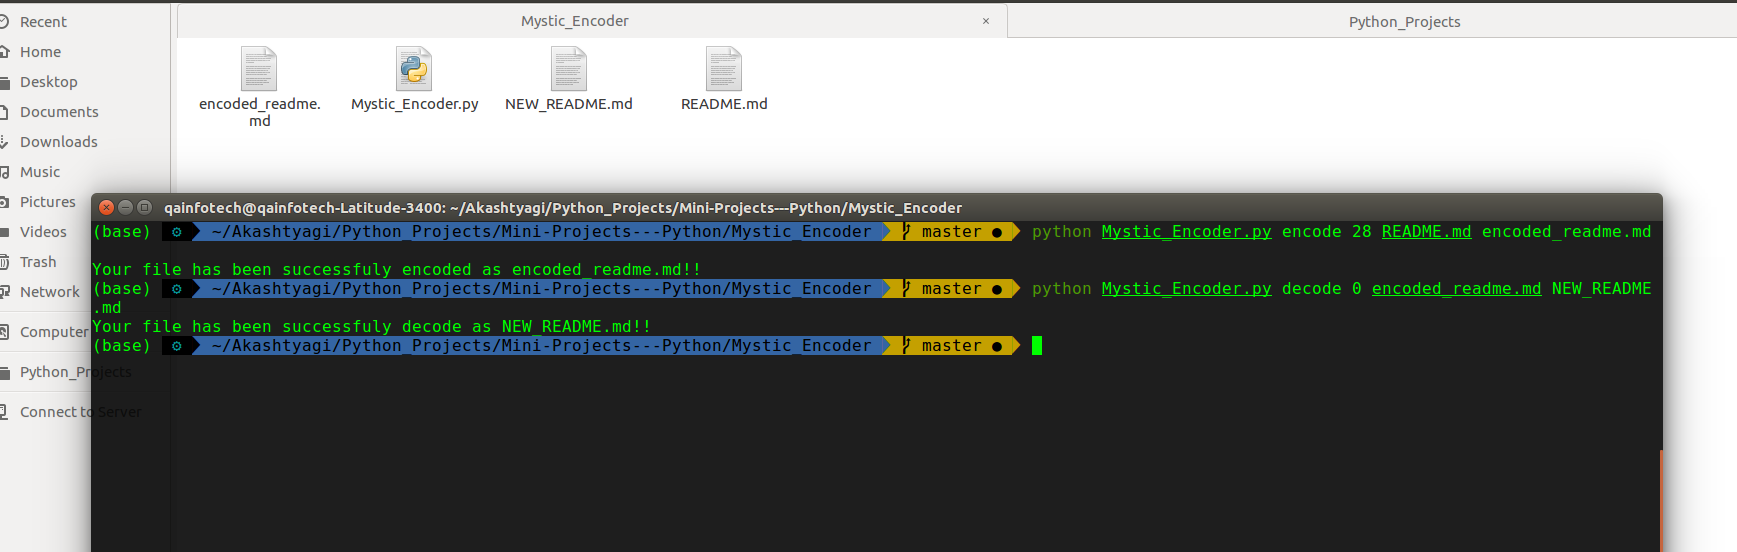 Mystic_Encoder
×
Python_Projects
Recent
Home
Desktop
Documents
Downloads
Music
Pictures
Videos
Trash
Network
Computer
Python_Projects
Connect to Server
encoded_readme.
md
Mystic_Encoder.py
NEW_README.md
README.md
qainfotech@qainfotech-Latitude-3400: ~/Akashtyagi/Python_Projects/Mini-Projects---Python/Mystic_Encoder
(base) ⚙ ~/Akashtyagi/Python_Projects/Mini-Projects---Python/Mystic_Encoder master ● python Mystic_Encoder.py encode 28 README.md encoded_readme.md
Your file has been successfuly encoded as encoded_readme.md!!
(base) ⚙ ~/Akashtyagi/Python_Projects/Mini-Projects---Python/Mystic_Encoder master ● python Mystic_Encoder.py decode 0 encoded_readme.md NEW_README
.md
Your file has been successfuly decode as NEW_README.md!!
(base) ⚙ ~/Akashtyagi/Python_Projects/Mini-Projects---Python/Mystic_Encoder master ●